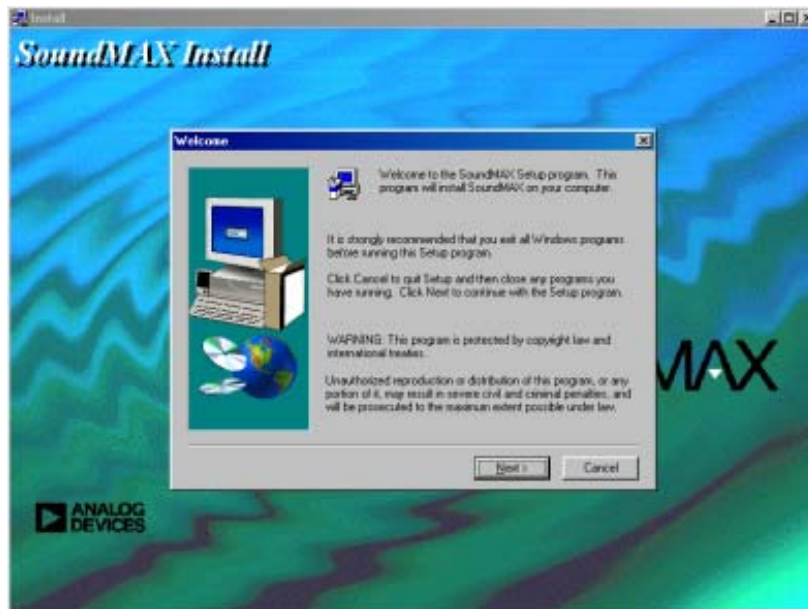 Install
SoundMAX Install
Welcome
Welcome to the SoundMAX Setup program. This
program will install SoundMAX on your computer.
It is strongly recommended that you exit all Windows programs
before running this Setup program.
Click Cancel to quit Setup and then close any programs you
have running. Click Next to continue with the Setup program.
WARNING: This program is protected by copyright law and
international treaties.
Unauthorized reproduction or distribution of this program, or any
portion of it, may result in severe civil and criminal penalties, and
will be prosecuted to the maximum extent possible under law.
MAX
Next >
Cancel
ANALOG
DEVICES